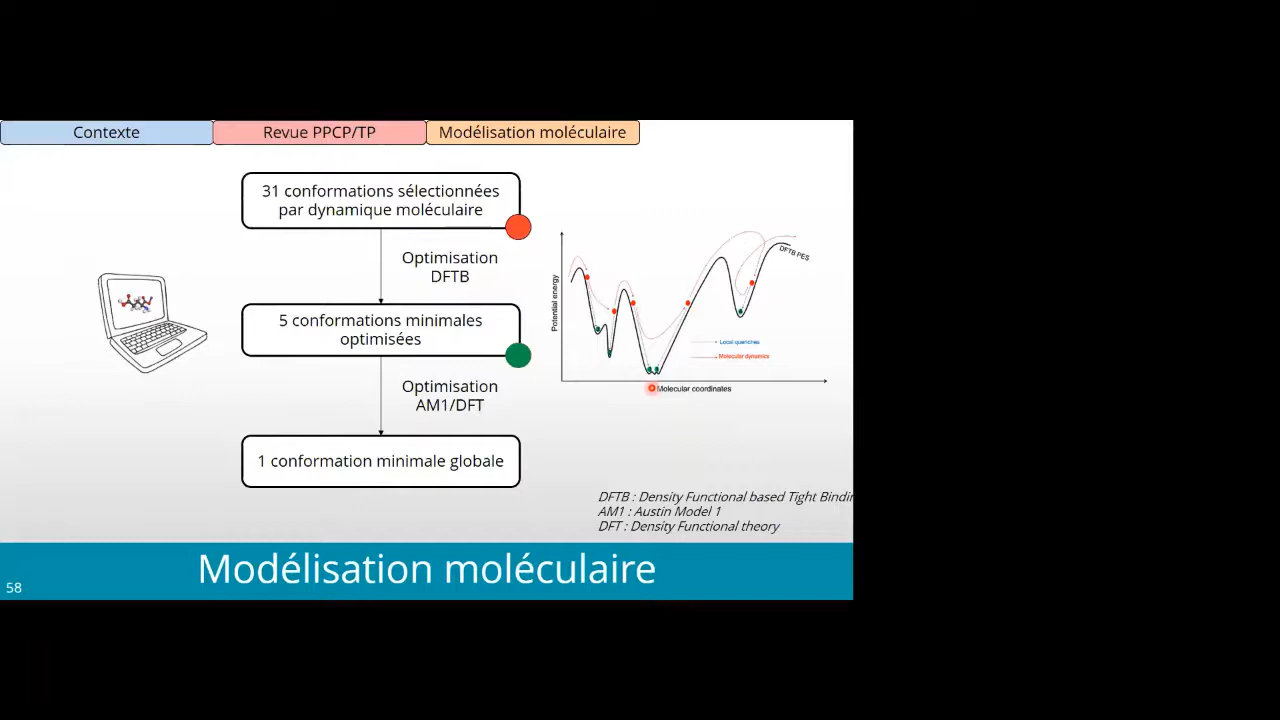 Contexte
Revue PPCP/TP
Modélisation moléculaire
31 conformations sélectionnées
par dynamique moléculaire
Optimisation
DFTB
5 conformations minimales
optimisées
Optimisation
AM1/DFT
1 conformation minimale globale
Potential energy
DFTB PES
Local quenches
Molecular dynamics
Molecular coordinates
DFTB : Density Functional based Tight Bindin
AM1 : Austin Model 1
DFT : Density Functional theory
Modélisation moléculaire
58